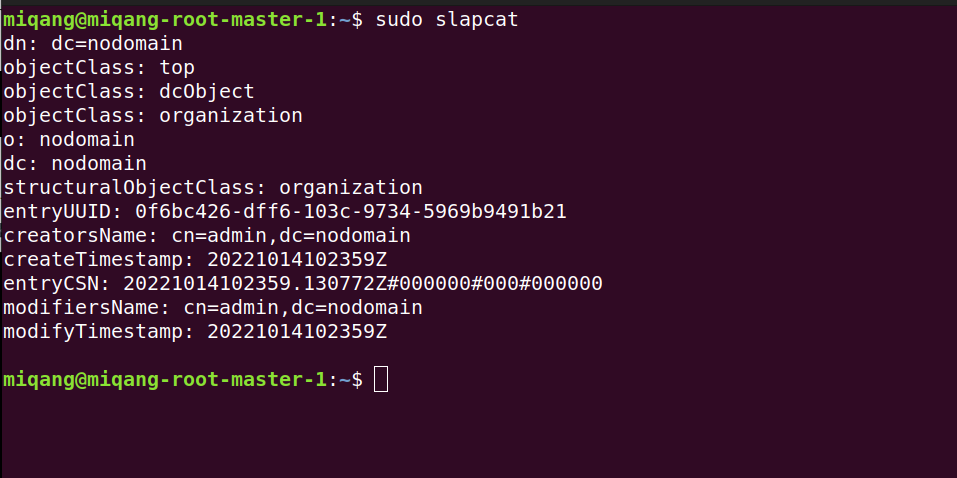 miqang@miqang-root-master-1:~$ sudo slapcat
dn: dc=nodomain
objectClass: top
objectClass: dcObject
objectClass: organization
o: nodomain
dc: nodomain
structuralObjectClass: organization
entryUUID: 0f6bc426-dff6-103c-9734-5969b9491b21
creatorsName: cn=admin,dc=nodomain
createTimestamp: 20221014102359Z
entryCSN: 20221014102359.130772Z#000000#000#000000
modifiersName: cn=admin,dc=nodomain
modifyTimestamp: 20221014102359Z
miqang@miqang-root-master-1:~$